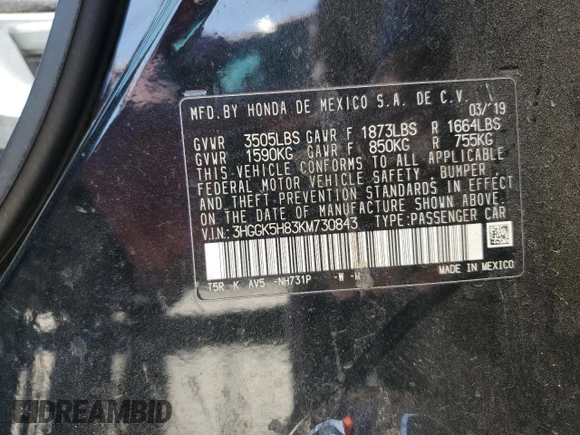 MFD. BY HONDA DE MEXICO S.A. DE C.V. 03/'19
GVWR 3505LBS GAWR F 1873LBS R 1664LBS
GVWR 1590KG GAWR F 850KG R 755KG
THIS VEHICLE CONFORMS TO ALL APPLICABLE
FEDERAL MOTOR VEHICLE SAFETY, BUMPER,
AND THEFT PREVENTION STANDARDS IN EFFECT
ON THE DATE OF MANUFACTURE SHOWN ABOVE.
V.I.N: 3HGGK5H83KM730843 TYPE:PASSENGER CAR
T5R K AV5 -NH731P -W -W MADE IN MEXICO
DREAMBID